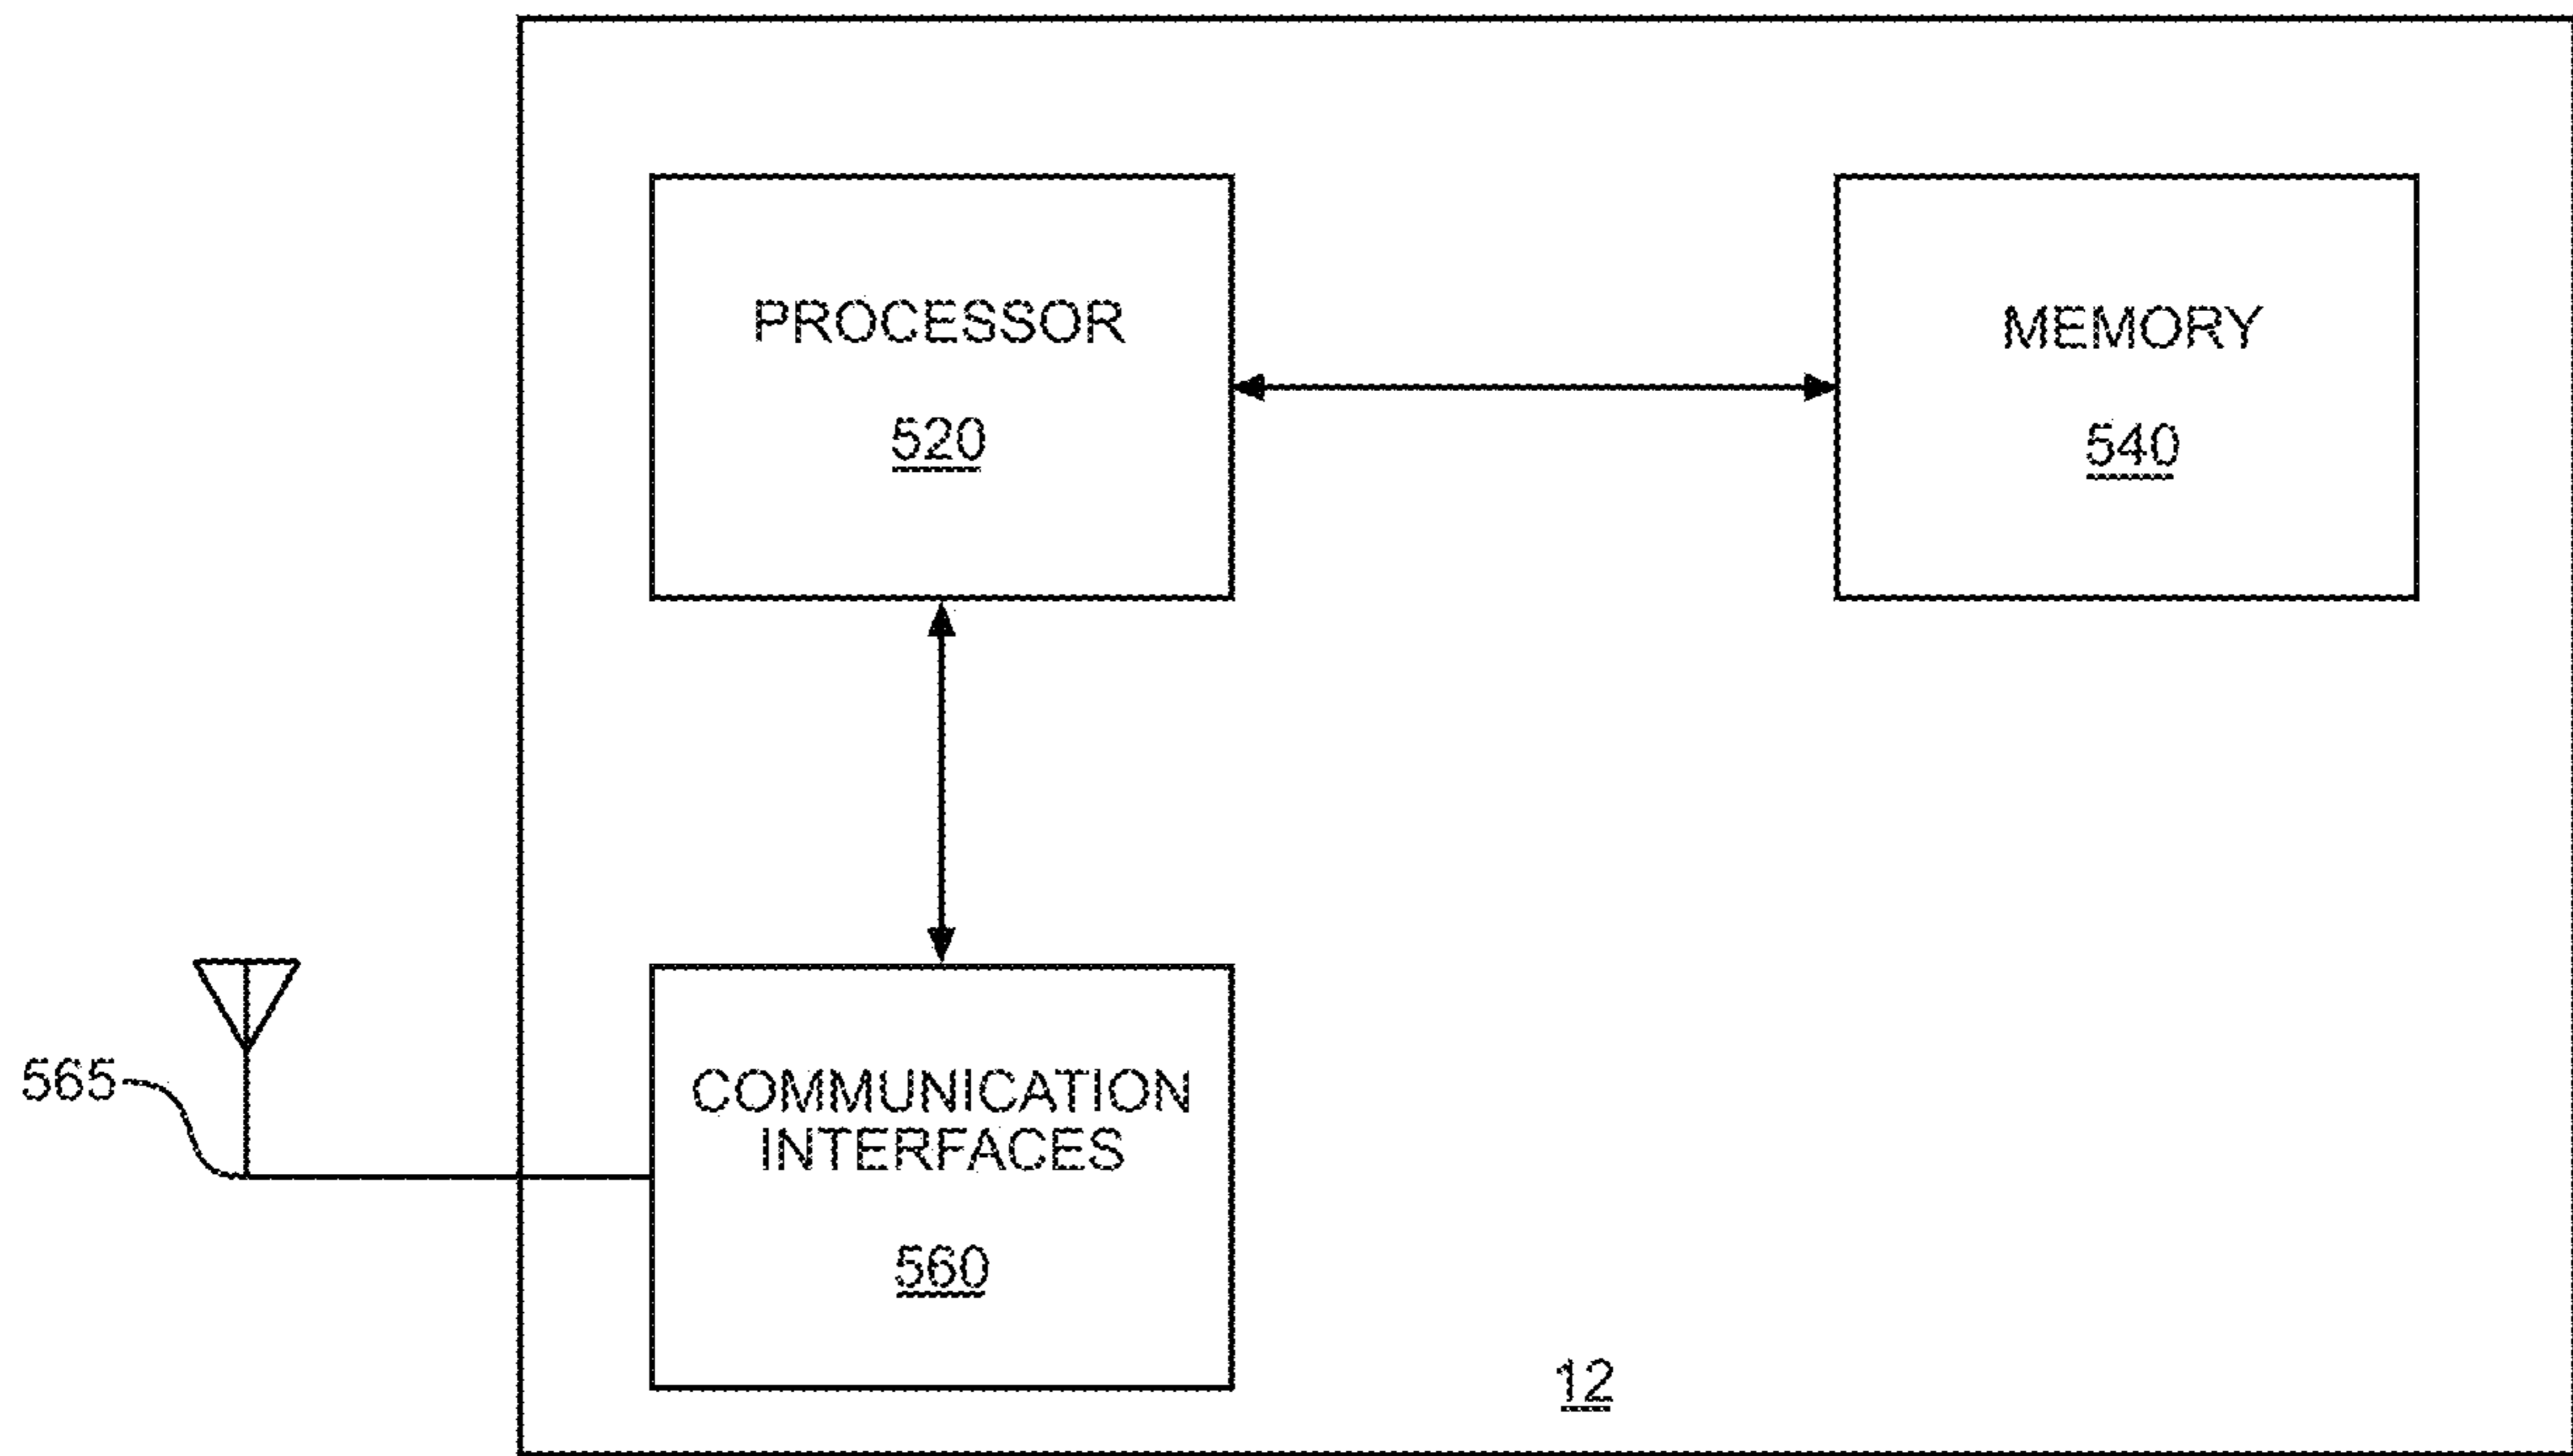 PROCESSOR
520
MEMORY
540
565
COMMUNICATION
INTERFACES
560
12